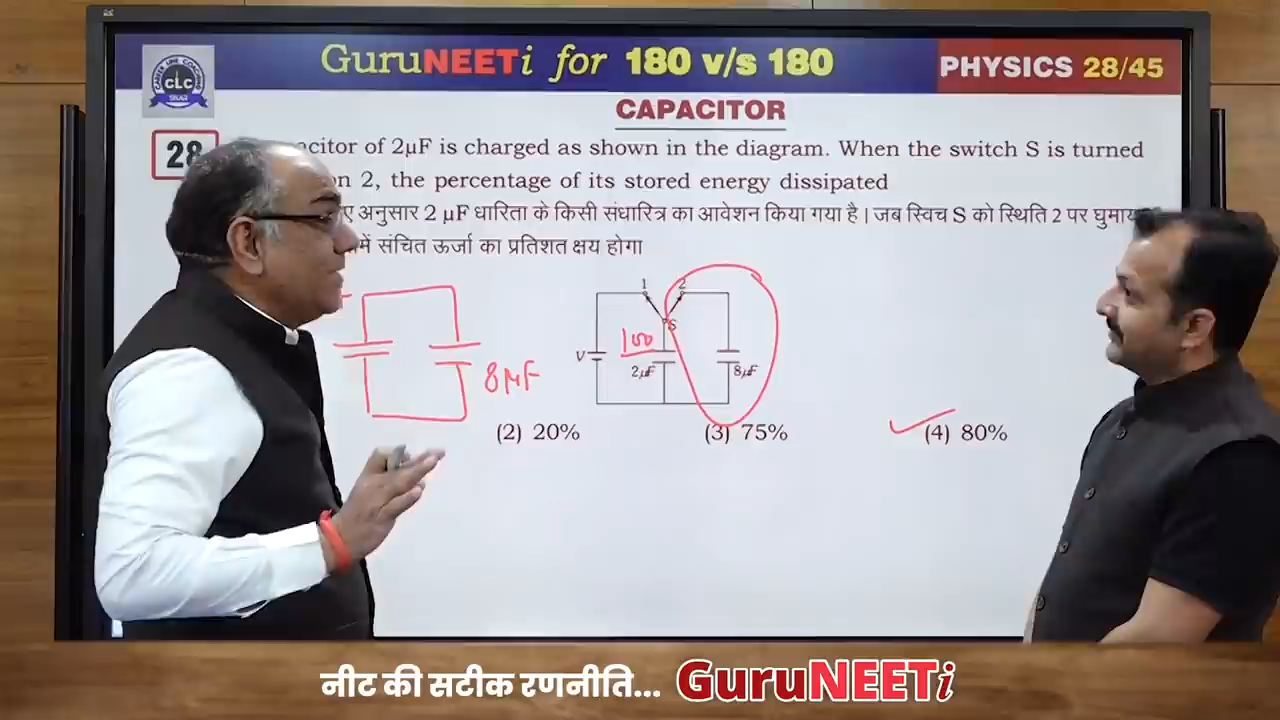 GuruNEETi for 180 v/s 180
PHYSICS 28/45
CLC
CAPACITOR
28
acitor of 2µF is charged as shown in the diagram. When the switch S is turned
on 2, the percentage of its stored energy dissipated
अनुसार 2 µF धारिता के किसी संधारित्र का आवेशन किया गया है। जब स्विच S को स्थिति 2 पर
में संचित ऊर्जा का प्रतिशत क्षय होगा
1 2
S
100
V
2µF
8µF
8µF
(2) 20%
(3) 75%
(4) 80%
नीट की सटीक रणनीति... GuruNEETi